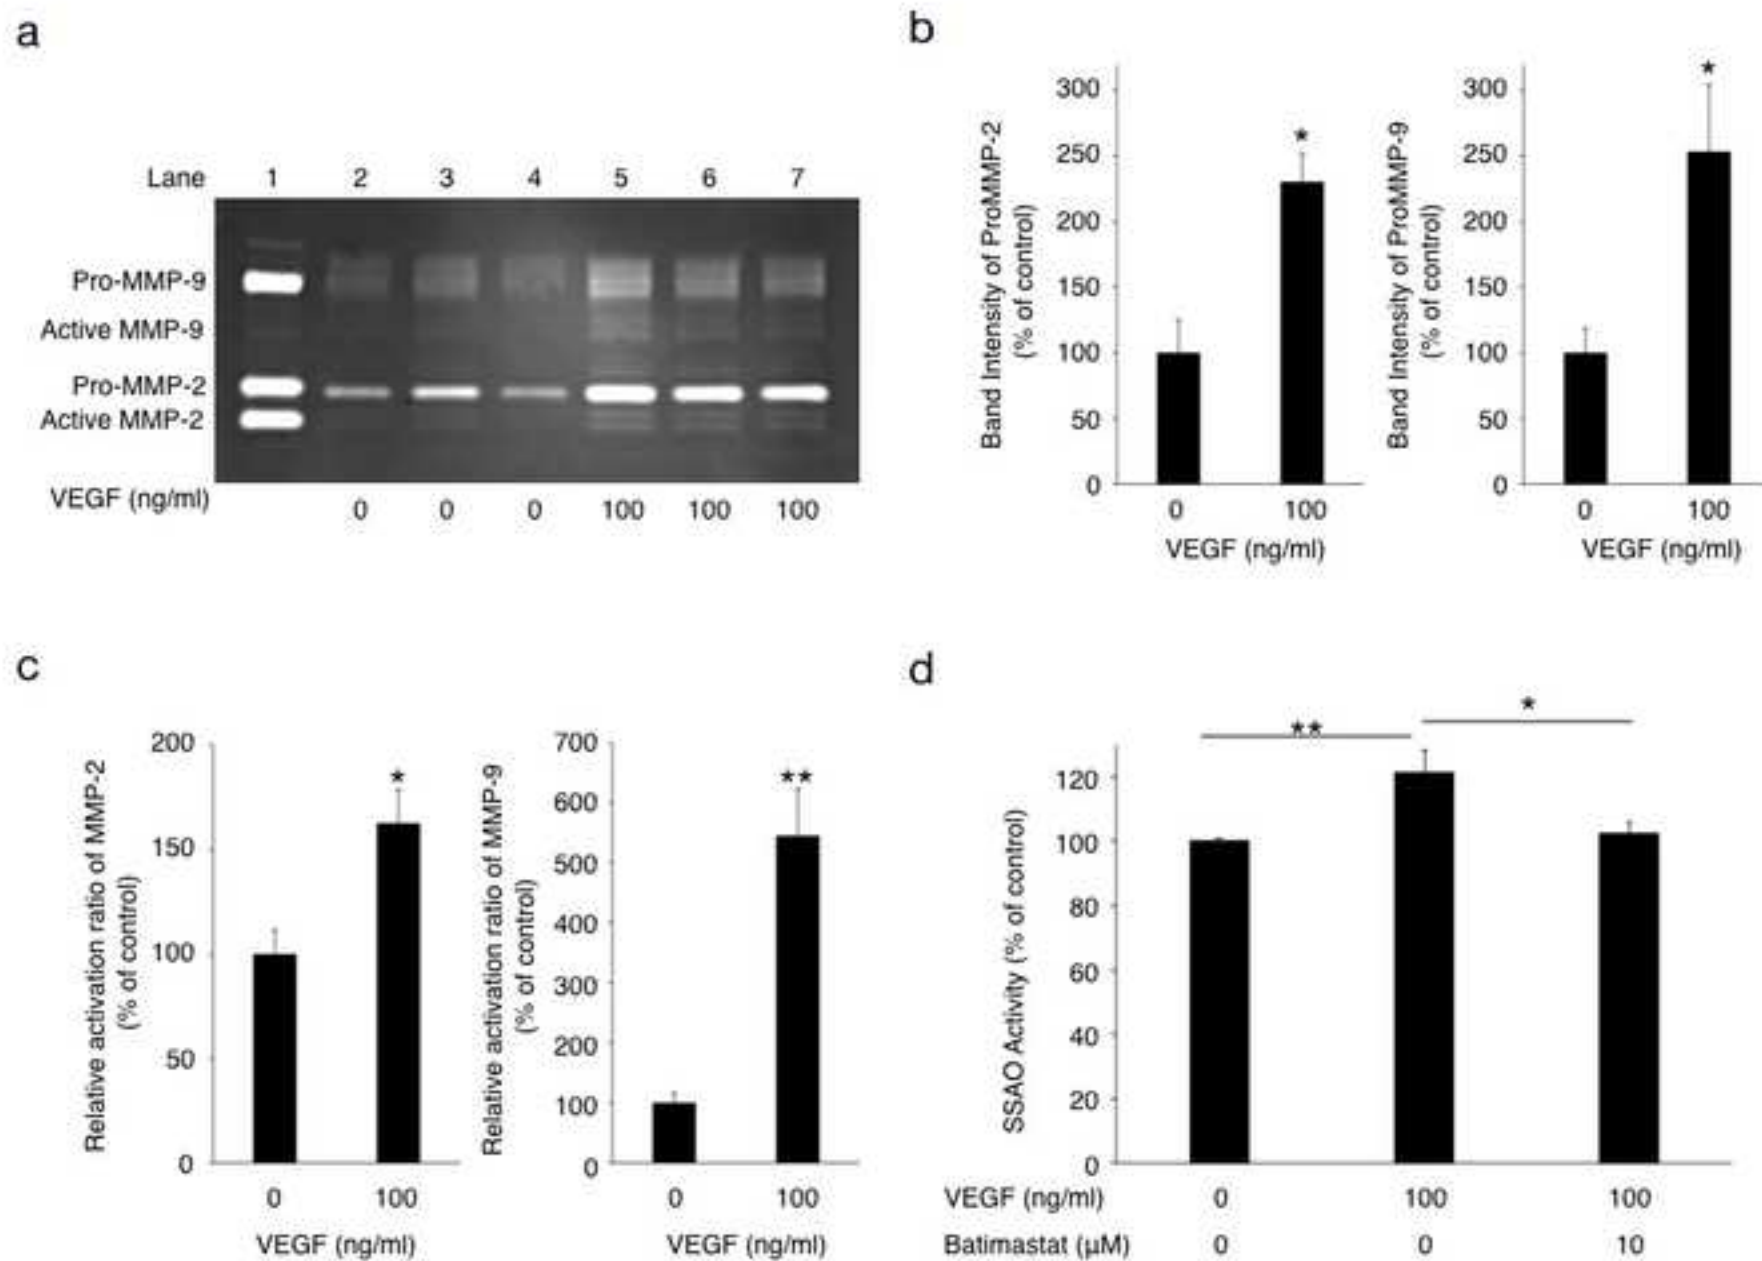 a
Lane 1 2 3 4 5 6 7
Pro-MMP-9
Active MMP-9
Pro-MMP-2
Active MMP-2
VEGF (ng/ml) 0 0 0 100 100 100
b
Band Intensity of ProMMP-2
(% of control)
300
250
200
150
100
50
0
★
0 100
VEGF (ng/ml)
Band Intensity of ProMMP-9
(% of control)
300
250
200
150
100
50
0
★
0 100
VEGF (ng/ml)
c
Relative activation ratio of MMP-2
(% of control)
200
150
100
50
0
★
0 100
VEGF (ng/ml)
Relative activation ratio of MMP-9
(% of control)
700
600
500
400
300
200
100
0
★★
0 100
VEGF (ng/ml)
d
SSAO Activity (% of control)
120
100
80
60
40
20
0
★★
★
VEGF (ng/ml) 0 100 100
Batimastat (μM) 0 0 10